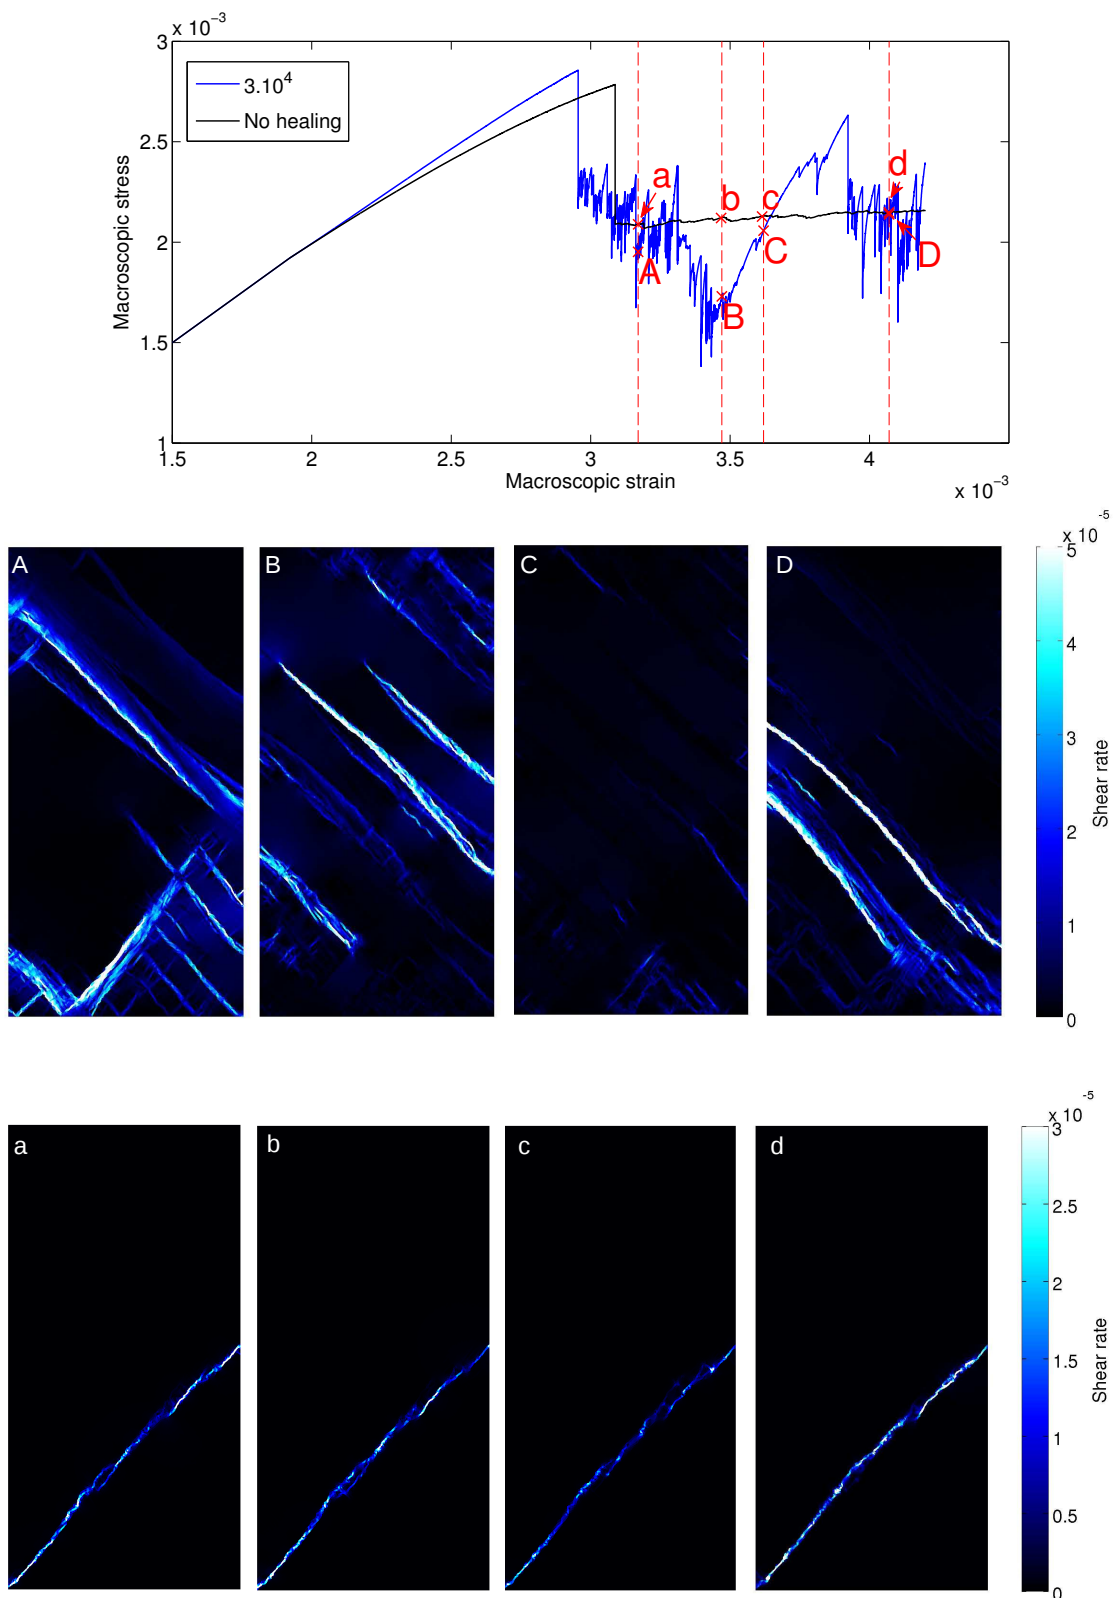 x 10⁻³
3
2.5
2
1.5
1
Macroscopic stress
3.10⁴
No healing
a
b
c
d
A
B
C
D
1.5
2
2.5
3
3.5
4
Macroscopic strain
x 10⁻³
A
B
C
D
x 10⁻⁵
5
4
3
2
1
0
Shear rate
a
b
c
d
x 10⁻⁵
3
2.5
2
1.5
1
0.5
0
Shear rate